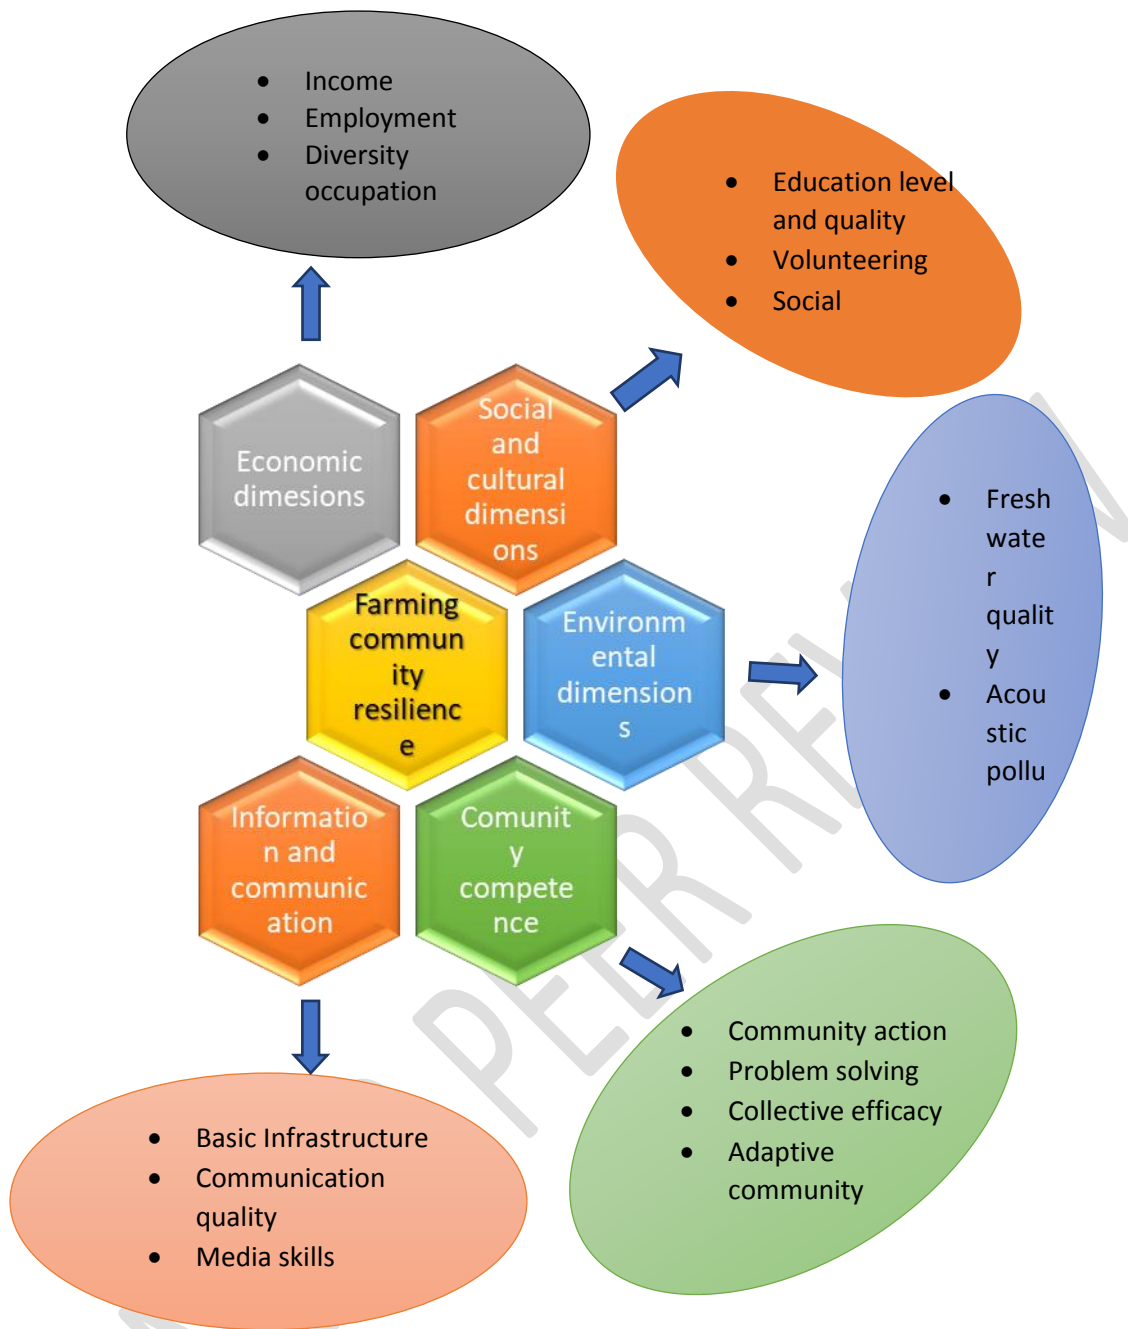 • Income
• Employment
• Diversity
occupation
• Education level
and quality
• Volunteering
• Social
Economic
dimesions
Social
and
cultural
dimensi
ons
• Fresh
wate
r
qualit
y
• Acou
stic
pollu
Farming
commun
ity
resilienc
e
Environm
ental
dimension
s
Informatio
n and
communic
ation
Comunit
y
compete
nce
• Community action
• Problem solving
• Collective efficacy
• Adaptive
community
• Basic Infrastructure
• Communication
quality
• Media skills
PEER REV